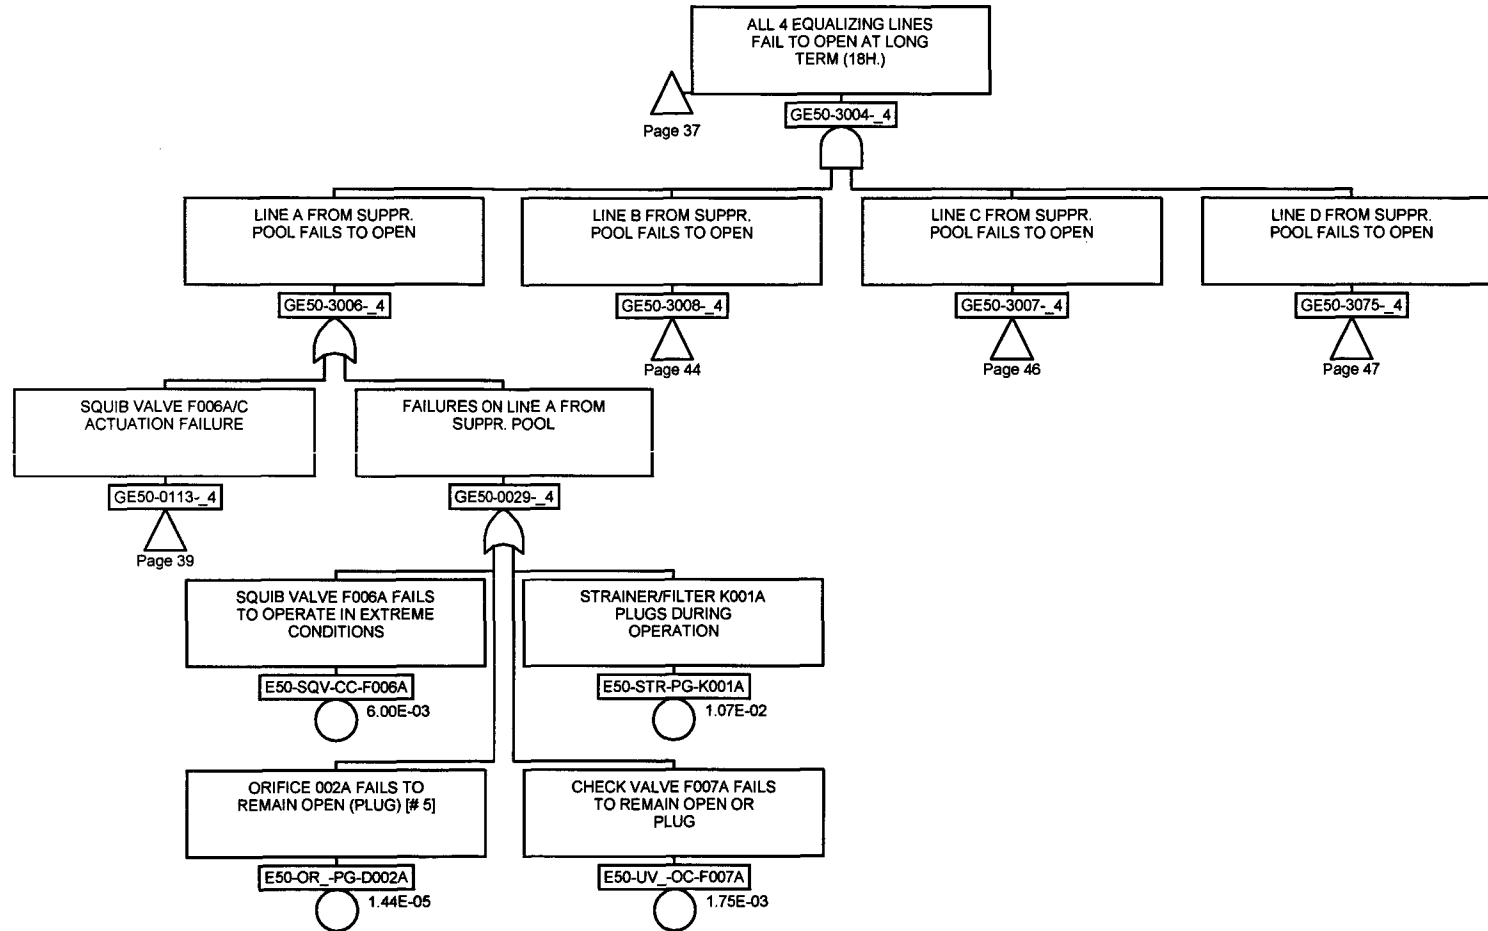 ALL 4 EQUALIZING LINES
FAIL TO OPEN AT LONG
TERM (18H.)
Page 37
GE50-3004-_4
LINE A FROM SUPPR.
POOL FAILS TO OPEN
LINE B FROM SUPPR.
POOL FAILS TO OPEN
LINE C FROM SUPPR.
POOL FAILS TO OPEN
LINE D FROM SUPPR.
POOL FAILS TO OPEN
GE50-3006-_4
GE50-3008-_4
GE50-3007-_4
GE50-3075-_4
Page 44
Page 46
Page 47
SQUIB VALVE F006A/C
ACTUATION FAILURE
FAILURES ON LINE A FROM
SUPPR. POOL
GE50-0113-_4
GE50-0029-_4
Page 39
SQUIB VALVE F006A FAILS
TO OPERATE IN EXTREME
CONDITIONS
STRAINER/FILTER K001A
PLUGS DURING
OPERATION
E50-SQV-CC-F006A
6.00E-03
E50-STR-PG-K001A
1.07E-02
ORIFICE 002A FAILS TO
REMAIN OPEN (PLUG) [# 5]
CHECK VALVE F007A FAILS
TO REMAIN OPEN OR
PLUG
E50-OR_-PG-D002A
1.44E-05
E50-UV_-OC-F007A
1.75E-03